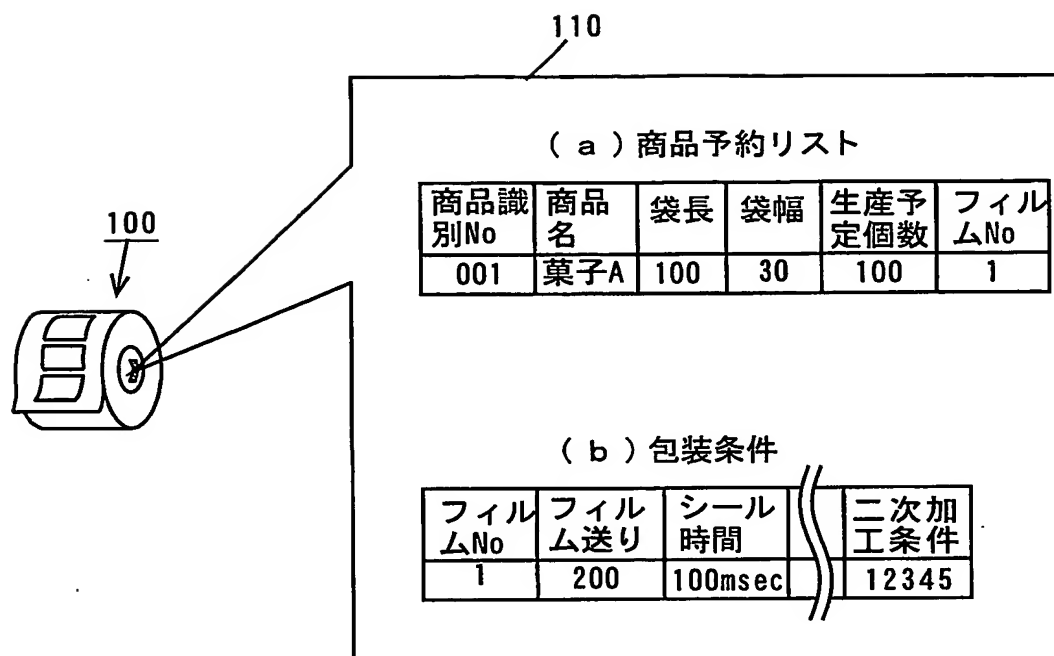 110
( a ) 商品予約リスト
100
商品識別No 商品名 袋長 袋幅 生産予定個数 フィルムNo
001 菓子A 100 30 100 1
( b ) 包装条件
フィルムNo フィルム送り シール時間 二次加工条件
1 200 100msec 12345